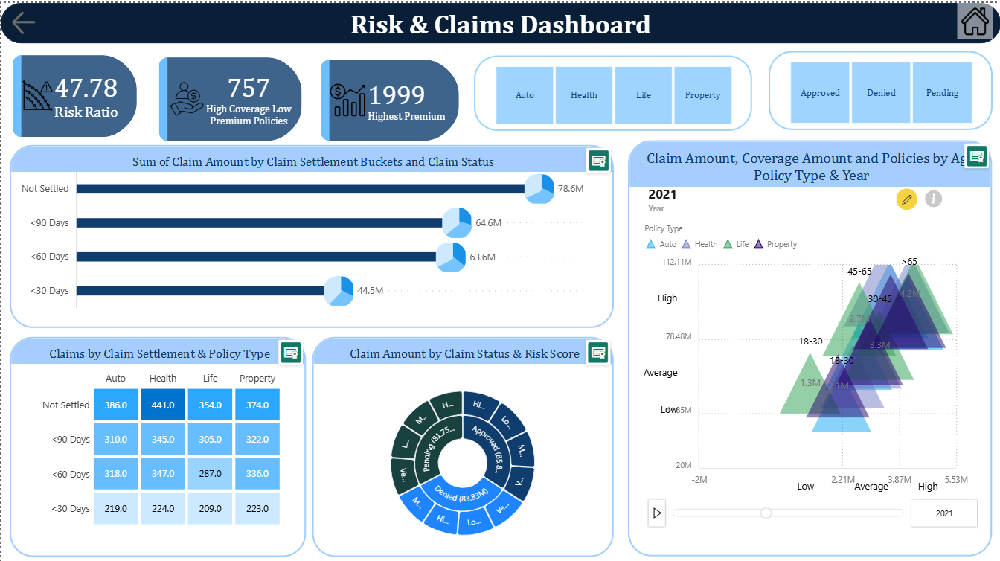 Risk & Claims Dashboard
47.78
Risk Ratio
757
High Coverage Low
Premium Policies
1999
Highest Premium
Auto
Health
Life
Property
Approved
Denied
Pending
Sum of Claim Amount by Claim Settlement Buckets and Claim Status
Not Settled
78.6M
<90 Days
64.6M
<60 Days
63.6M
<30 Days
44.5M
Claims by Claim Settlement & Policy Type
Auto Health Life Property
Not Settled 386.0 441.0 354.0 374.0
<90 Days 310.0 345.0 305.0 322.0
<60 Days 318.0 347.0 287.0 336.0
<30 Days 219.0 224.0 209.0 223.0
Claim Amount by Claim Status & Risk Score
Hi...
Lo...
M...
V...
Ve...
Lo...
Hi...
M...
Ve...
L...
M...
H...
Approved (85.8...
Denied (83.83M)
Pending (81.75...
Claim Amount, Coverage Amount and Policies by Ag
Policy Type & Year
2021
Year
Policy Type
Auto Health Life Property
112.11M
High
78.48M
Average
Low
20M
-2M
2.21M
3.87M
5.53M
Low
Average
High
>65
45-65
4.2M
30-45
2.7M
18-30
3.3M
18-30
1.3M
2.1M
2021